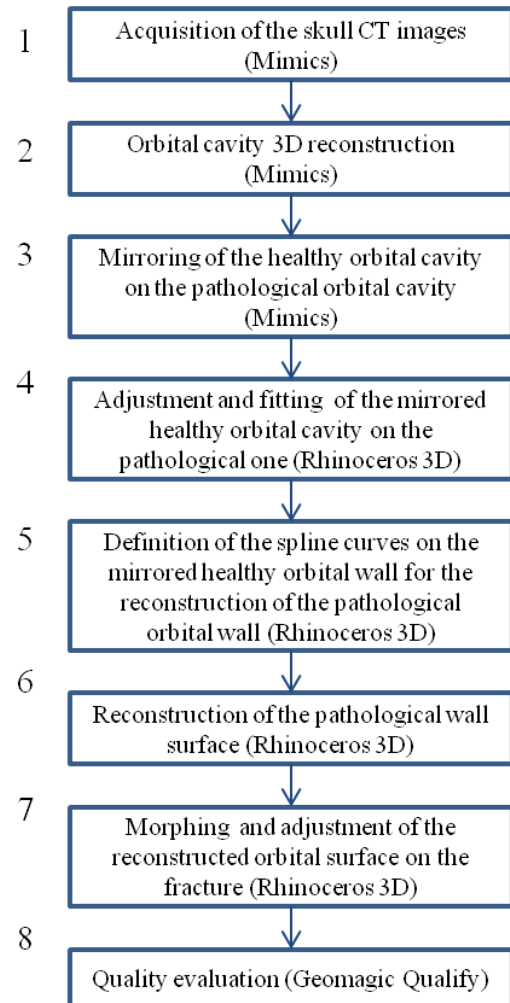 1
Acquisition of the skull CT images
(Mimics)
2
Orbital cavity 3D reconstruction
(Mimics)
3
Mirroring of the healthy orbital cavity
on the pathological orbital cavity
(Mimics)
4
Adjustment and fitting of the mirrored
healthy orbital cavity on the
pathological one (Rhinoceros 3D)
5
Definition of the spline curves on the
mirrored healthy orbital wall for the
reconstruction of the pathological
orbital wall (Rhinoceros 3D)
6
Reconstruction of the pathological wall
surface (Rhinoceros 3D)
7
Morphing and adjustment of the
reconstructed orbital surface on the
fracture (Rhinoceros 3D)
8
Quality evaluation (Geomagic Qualify)